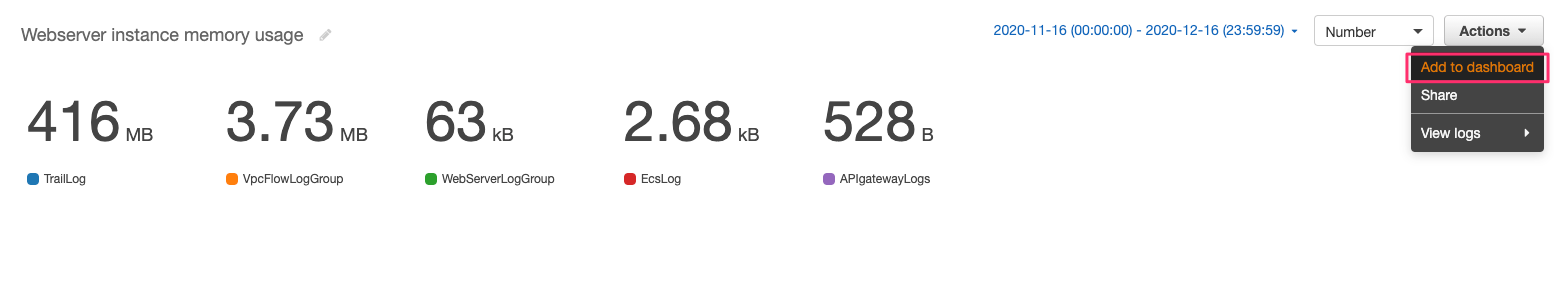 Webserver instance memory usage
2020-11-16 (00:00:00) - 2020-12-16 (23:59:59)
Number
Actions
Add to dashboard
Share
View logs
416 MB
3.73 MB
63 kB
2.68 kB
528 B
TrailLog
VpcFlowLogGroup
WebServerLogGroup
EcsLog
APIgatewayLogs